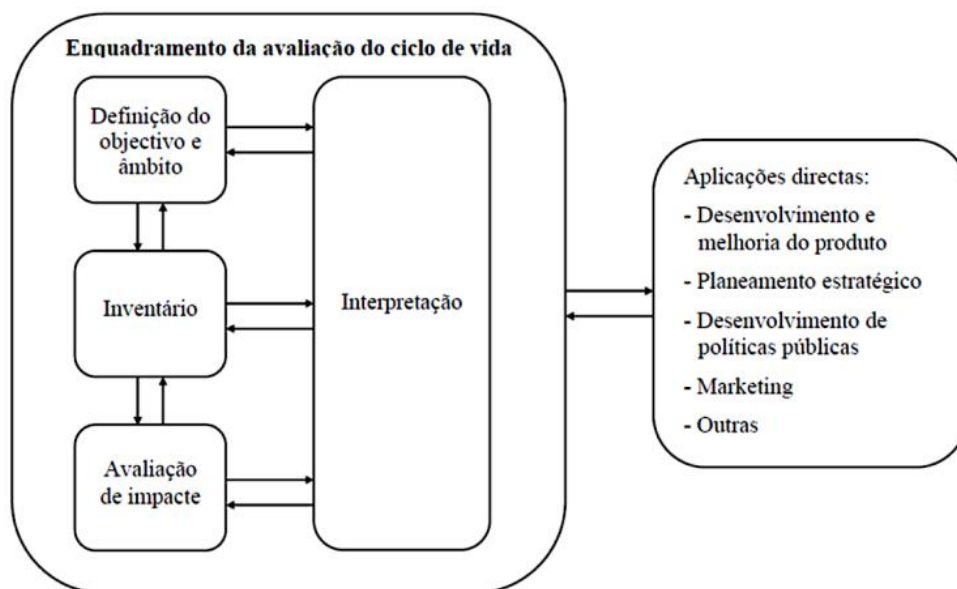 Enquadramento da avaliação do ciclo de vida
Definição do
objectivo e
âmbito
Inventário
Avaliação
de impacte
Interpretação
Aplicações directas:
- Desenvolvimento e
melhoria do produto
- Planeamento estratégico
- Desenvolvimento de
políticas públicas
- Marketing
- Outras